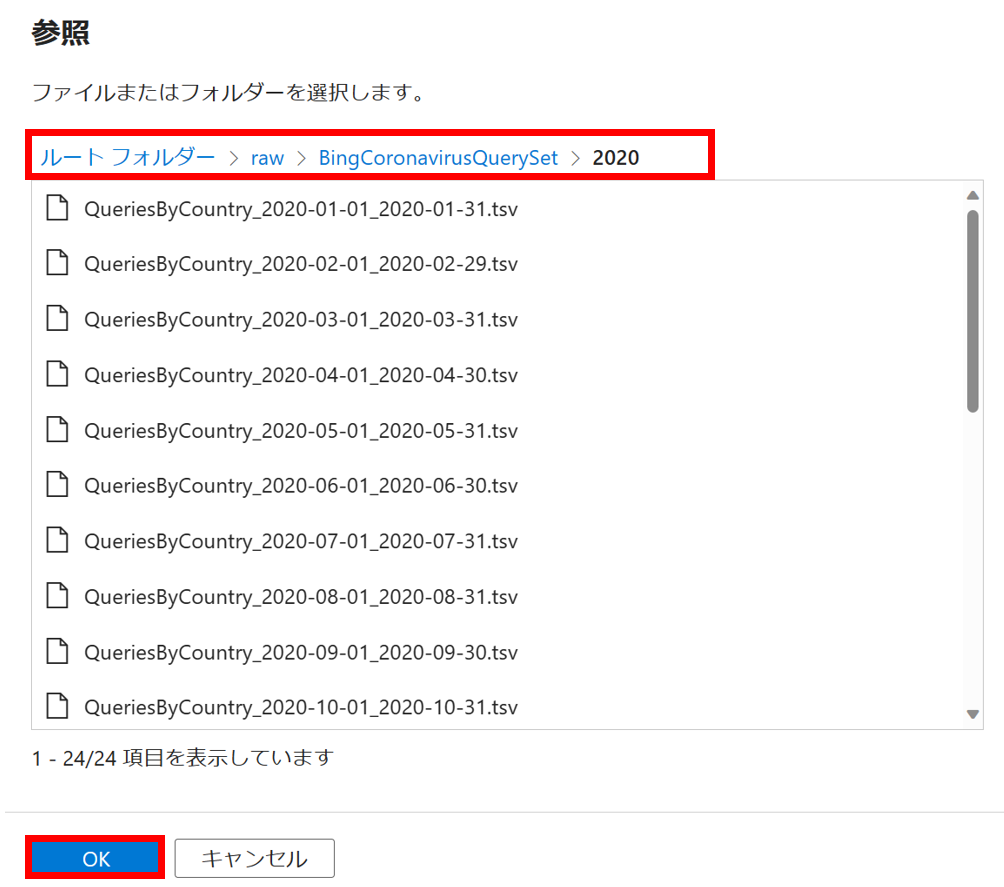 参照
ファイルまたはフォルダーを選択します。
ルート フォルダー > raw > BingCoronavirusQuerySet > 2020
QueriesByCountry_2020-01-01_2020-01-31.tsv
QueriesByCountry_2020-02-01_2020-02-29.tsv
QueriesByCountry_2020-03-01_2020-03-31.tsv
QueriesByCountry_2020-04-01_2020-04-30.tsv
QueriesByCountry_2020-05-01_2020-05-31.tsv
QueriesByCountry_2020-06-01_2020-06-30.tsv
QueriesByCountry_2020-07-01_2020-07-31.tsv
QueriesByCountry_2020-08-01_2020-08-31.tsv
QueriesByCountry_2020-09-01_2020-09-30.tsv
QueriesByCountry_2020-10-01_2020-10-31.tsv
1 - 24/24 項目を表示しています
OK キャンセル